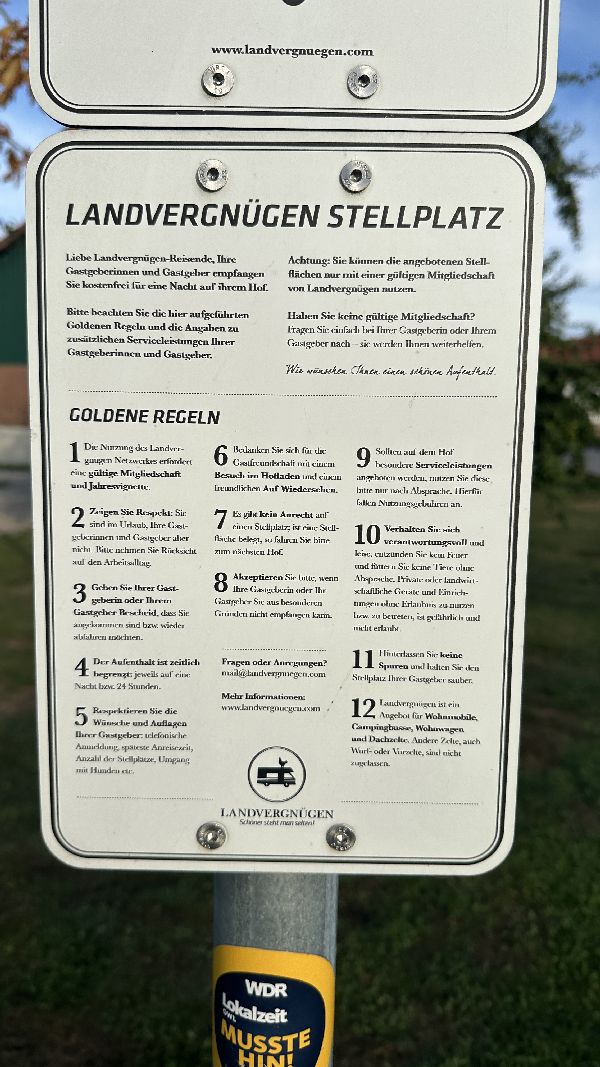 www.landvergnuegen.com
LANDVERGNÜGEN STELLPLATZ
Liebe Landvergnügen-Reisende, Ihre
Gastgeberinnen und Gastgeber empfangen
Sie kostenfrei für eine Nacht auf ihrem Hof.
Bitte beachten Sie die hier aufgeführten
Goldenen Regeln und die Angaben zu
zusätzlichen Serviceleistungen Ihrer
Gastgeberinnen und Gastgeber.
Achtung: Sie können die angebotenen Stell-
flächen nur mit einer gültigen Mitgliedschaft
von Landvergnügen nutzen.
Haben Sie keine gültige Mitgliedschaft?
Fragen Sie einfach bei Ihrer Gastgeberin oder Ihrem
Gastgeber nach – sie werden Ihnen weiterhelfen.
Wir wünschen Ihnen einen schönen Aufenthalt.
GOLDENE REGELN
1 Die Nutzung des Landver-
gnügen Netzwerkes erfordert
eine gültige Mitgliedschaft
und Jahresvignette.
2 Zeigen Sie Respekt: Sie
sind im Urlaub, Ihre Gast-
geberinnen und Gastgeber aber
nicht. Bitte nehmen Sie Rücksicht
auf den Arbeitsalltag.
3 Geben Sie Ihrer Gast-
geberin oder Ihrem
Gastgeber Bescheid, dass Sie
angekommen sind bzw. wieder
abfahren möchten.
4 Der Aufenthalt ist zeitlich
begrenzt: jeweils auf eine
Nacht bzw. 24 Stunden.
5 Respektieren Sie die
Wünsche und Auflagen
Ihrer Gastgeber: telefonische
Anmeldung, späteste Anreisezeit,
Anzahl der Stellplätze, Umgang
mit Hunden etc.
6 Bedanken Sie sich für die
Gastfreundschaft mit einem
Besuch im Hofladen und einem
freundlichen Auf Wiedersehen.
7 Es gibt kein Anrecht auf
einen Stellplatz; ist eine Stell-
fläche belegt, so fahren Sie bitte
zum nächsten Hof.
8 Akzeptieren Sie bitte, wenn
Ihre Gastgeberin oder Ihr
Gastgeber Sie aus besonderen
Gründen nicht empfangen kann.
Fragen oder Anregungen?
mail@landvergnuegen.com
Mehr Informationen:
www.landvergnuegen.com
LANDVERGNÜGEN
Schöner steht man selten!
9 Sollten auf dem Hof
besondere Serviceleistungen
angeboten werden, nutzen Sie diese
bitte nur nach Absprache. Hierfür
fallen Nutzungsgebühren an.
10 Verhalten Sie sich
verantwortungsvoll und
leise, entzünden Sie kein Feuer
und füttern Sie keine Tiere ohne
Absprache. Private oder landwirt-
schaftliche Geräte und Einrich-
tungen ohne Erlaubnis zu nutzen
bzw. zu betreten, ist gefährlich und
nicht erlaubt.
11 Hinterlassen Sie keine
Spuren und halten Sie den
Stellplatz Ihrer Gastgeber sauber.
12 Landvergnügen ist ein
Angebot für Wohnmobile,
Campingbusse, Wohnwagen
und Dachzelte. Andere Zelte, auch
Wurf- oder Vorzelte, sind nicht
zugelassen.
WDR
Lokalzeit
OWL
MUSSTE
HIN!